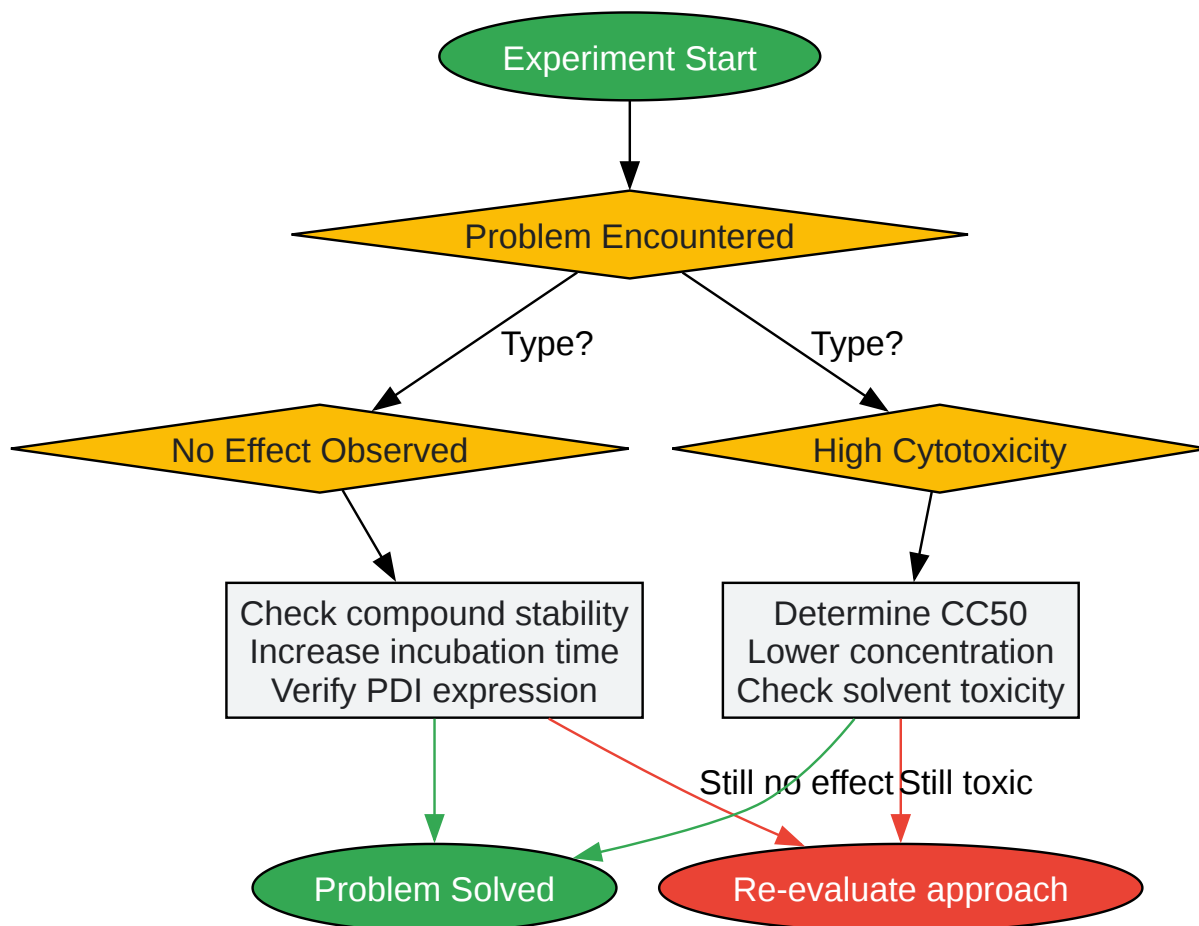 Experiment Start
Problem Encountered
Type?
Type?
No Effect Observed
High Cytotoxicity
Check compound stability
Increase incubation time
Verify PDI expression
Determine CC50
Lower concentration
Check solvent toxicity
Still no effect
Still toxic
Problem Solved
Re-evaluate approach